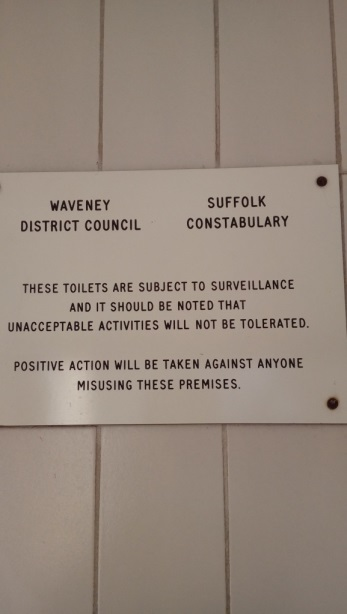 WAVENEY SUFFOLK
DISTRICT COUNCIL CONSTABULARY
THESE TOILETS ARE SUBJECT TO SURVEILLANCE
AND IT SHOULD BE NOTED THAT
UNACCEPTABLE ACTIVITIES WILL NOT BE TOLERATED.
POSITIVE ACTION WILL BE TAKEN AGAINST ANYONE
MISUSING THESE PREMISES.